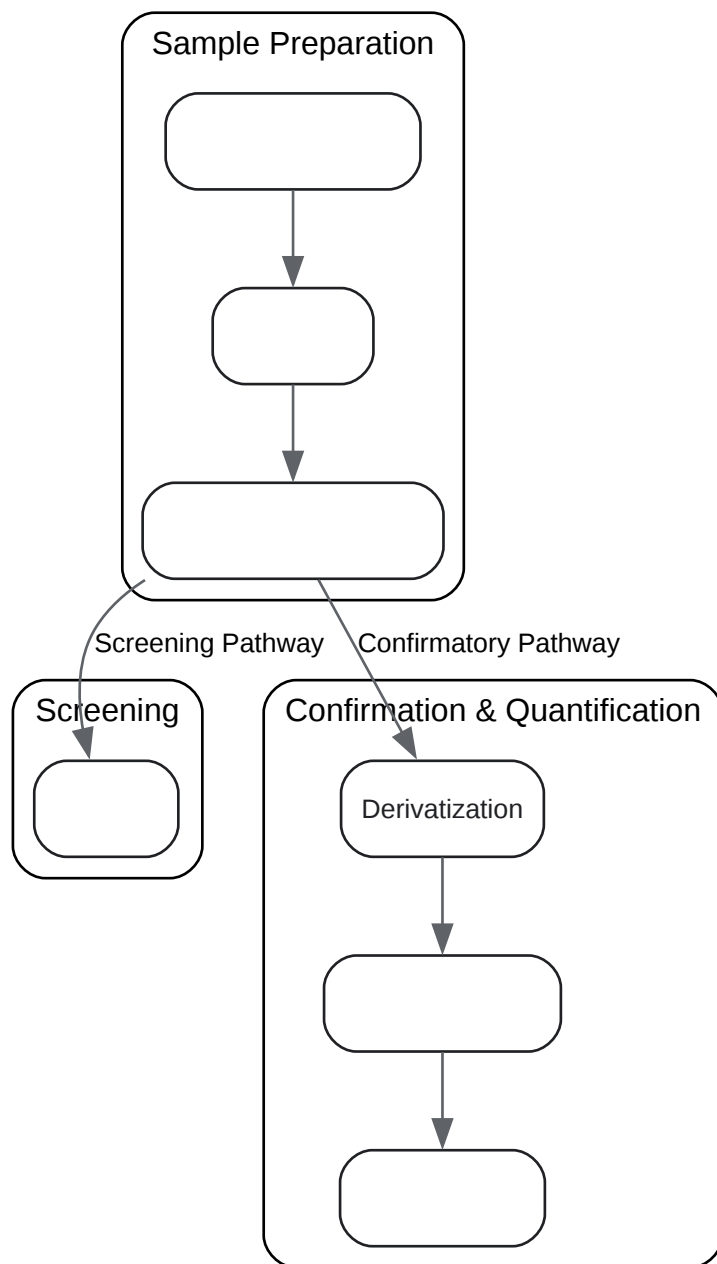 Sample Preparation
Screening Pathway
Confirmatory Pathway
Screening
Confirmation & Quantification
Derivatization